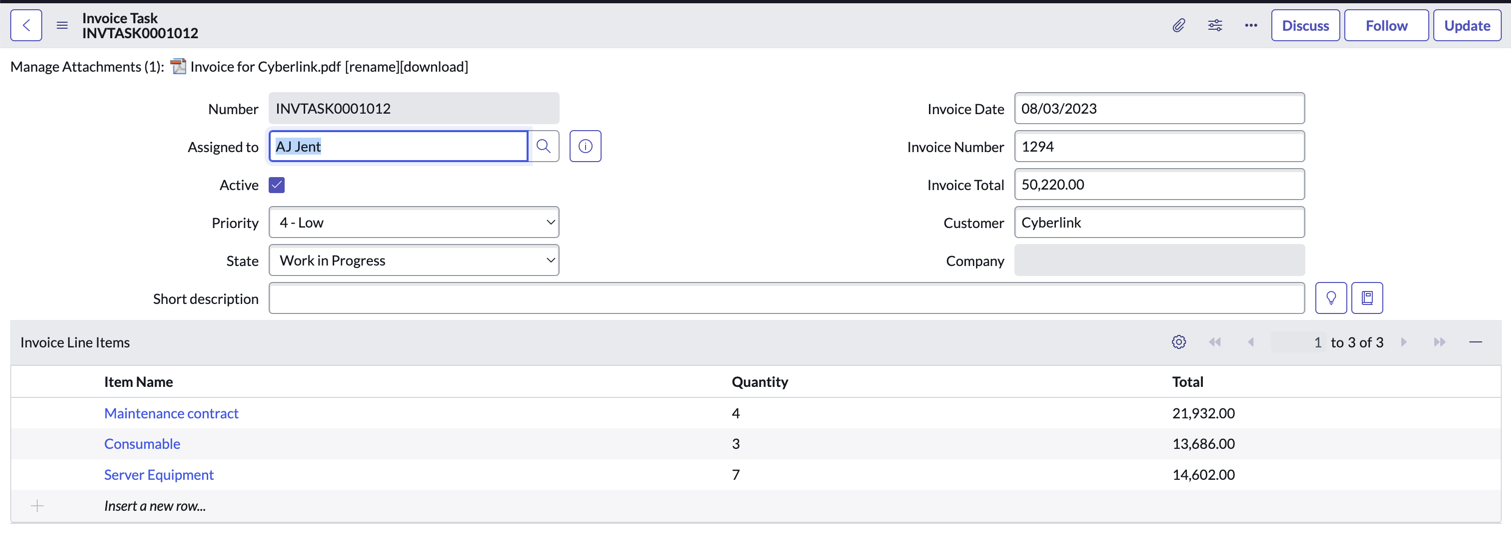 Invoice Task
INVTASK0001012
Discuss
Follow
Update
Manage Attachments (1): Invoice for Cyberlink.pdf [rename][download]
Number INVTASK0001012
Invoice Date 08/03/2023
Assigned to AJ Jent
Invoice Number 1294
Active
Invoice Total 50,220.00
Priority 4 - Low
Customer Cyberlink
State Work in Progress
Company
Short description
Invoice Line Items 1 to 3 of 3
Item Name Quantity Total
Maintenance contract 4 21,932.00
Consumable 3 13,686.00
Server Equipment 7 14,602.00
Insert a new row...